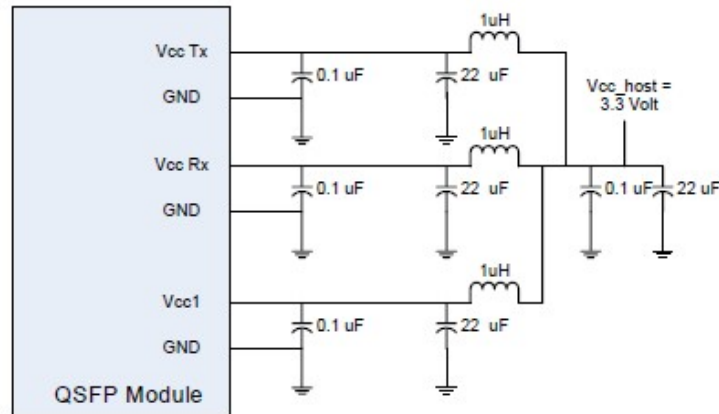 1uH
Vcc Tx
0.1 uF
22 uF
GND
Vcc_host =
3.3 Volt
1uH
Vcc Rx
0.1 uF
22 uF
0.1 uF
22 uF
GND
1uH
Vcc1
0.1 uF
22 uF
GND
QSFP Module